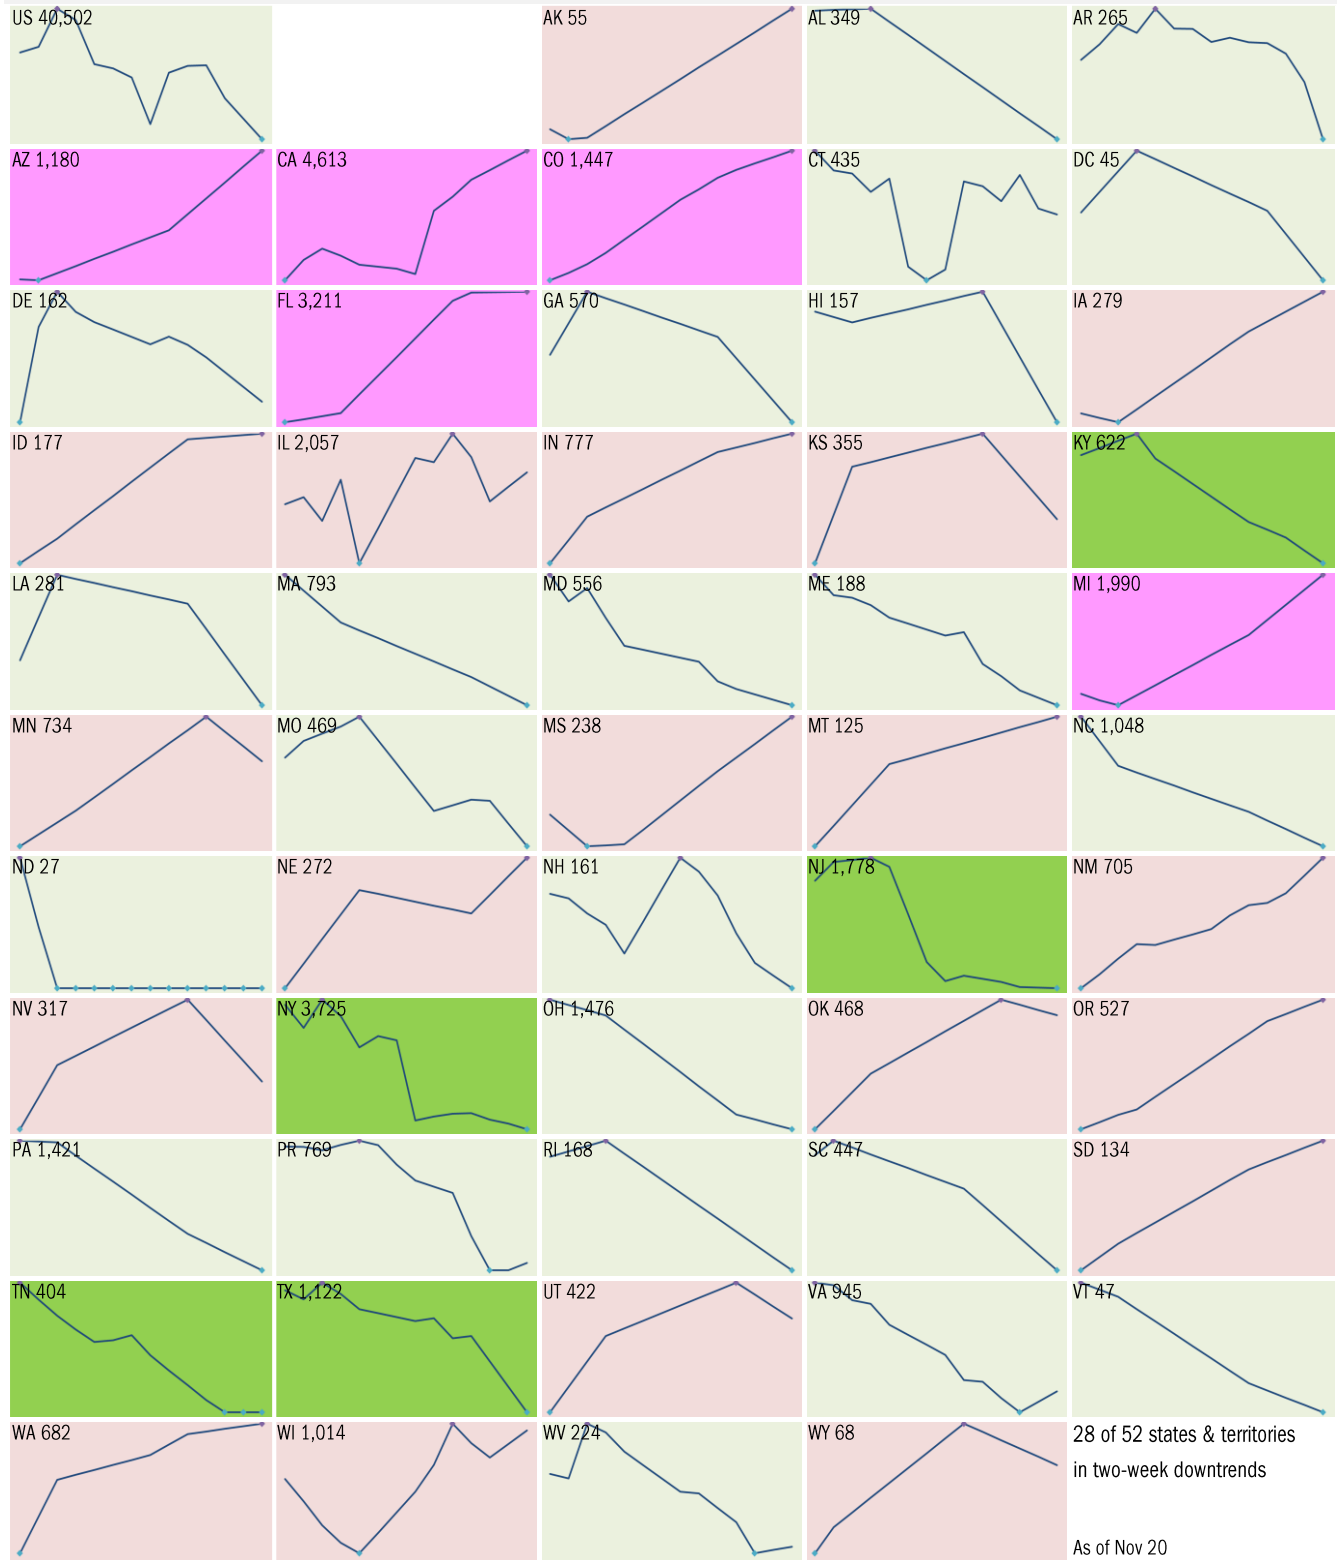 US 40,502
AK 55
AL 349
AR 265
AZ 1,180
CA 4,613
CO 1,447
CT 435
DC 45
DE 162
FL 3,211
GA 570
HI 157
IA 279
ID 177
IL 2,057
IN 777
KS 355
KY 622
LA 281
MA 793
MD 556
ME 188
MI 1,990
MN 734
MO 469
MS 238
MT 125
NC 1,048
ND 27
NE 272
NH 161
NJ 1,778
NM 705
NV 317
NY 3,725
OH 1,476
OK 468
OR 527
PA 1,421
PR 769
RI 168
SC 447
SD 134
TN 404
TX 1,122
UT 422
VA 945
VT 47
WA 682
WI 1,014
WV 224
WY 68
28 of 52 states & territories
in two-week downtrends
As of Nov 20